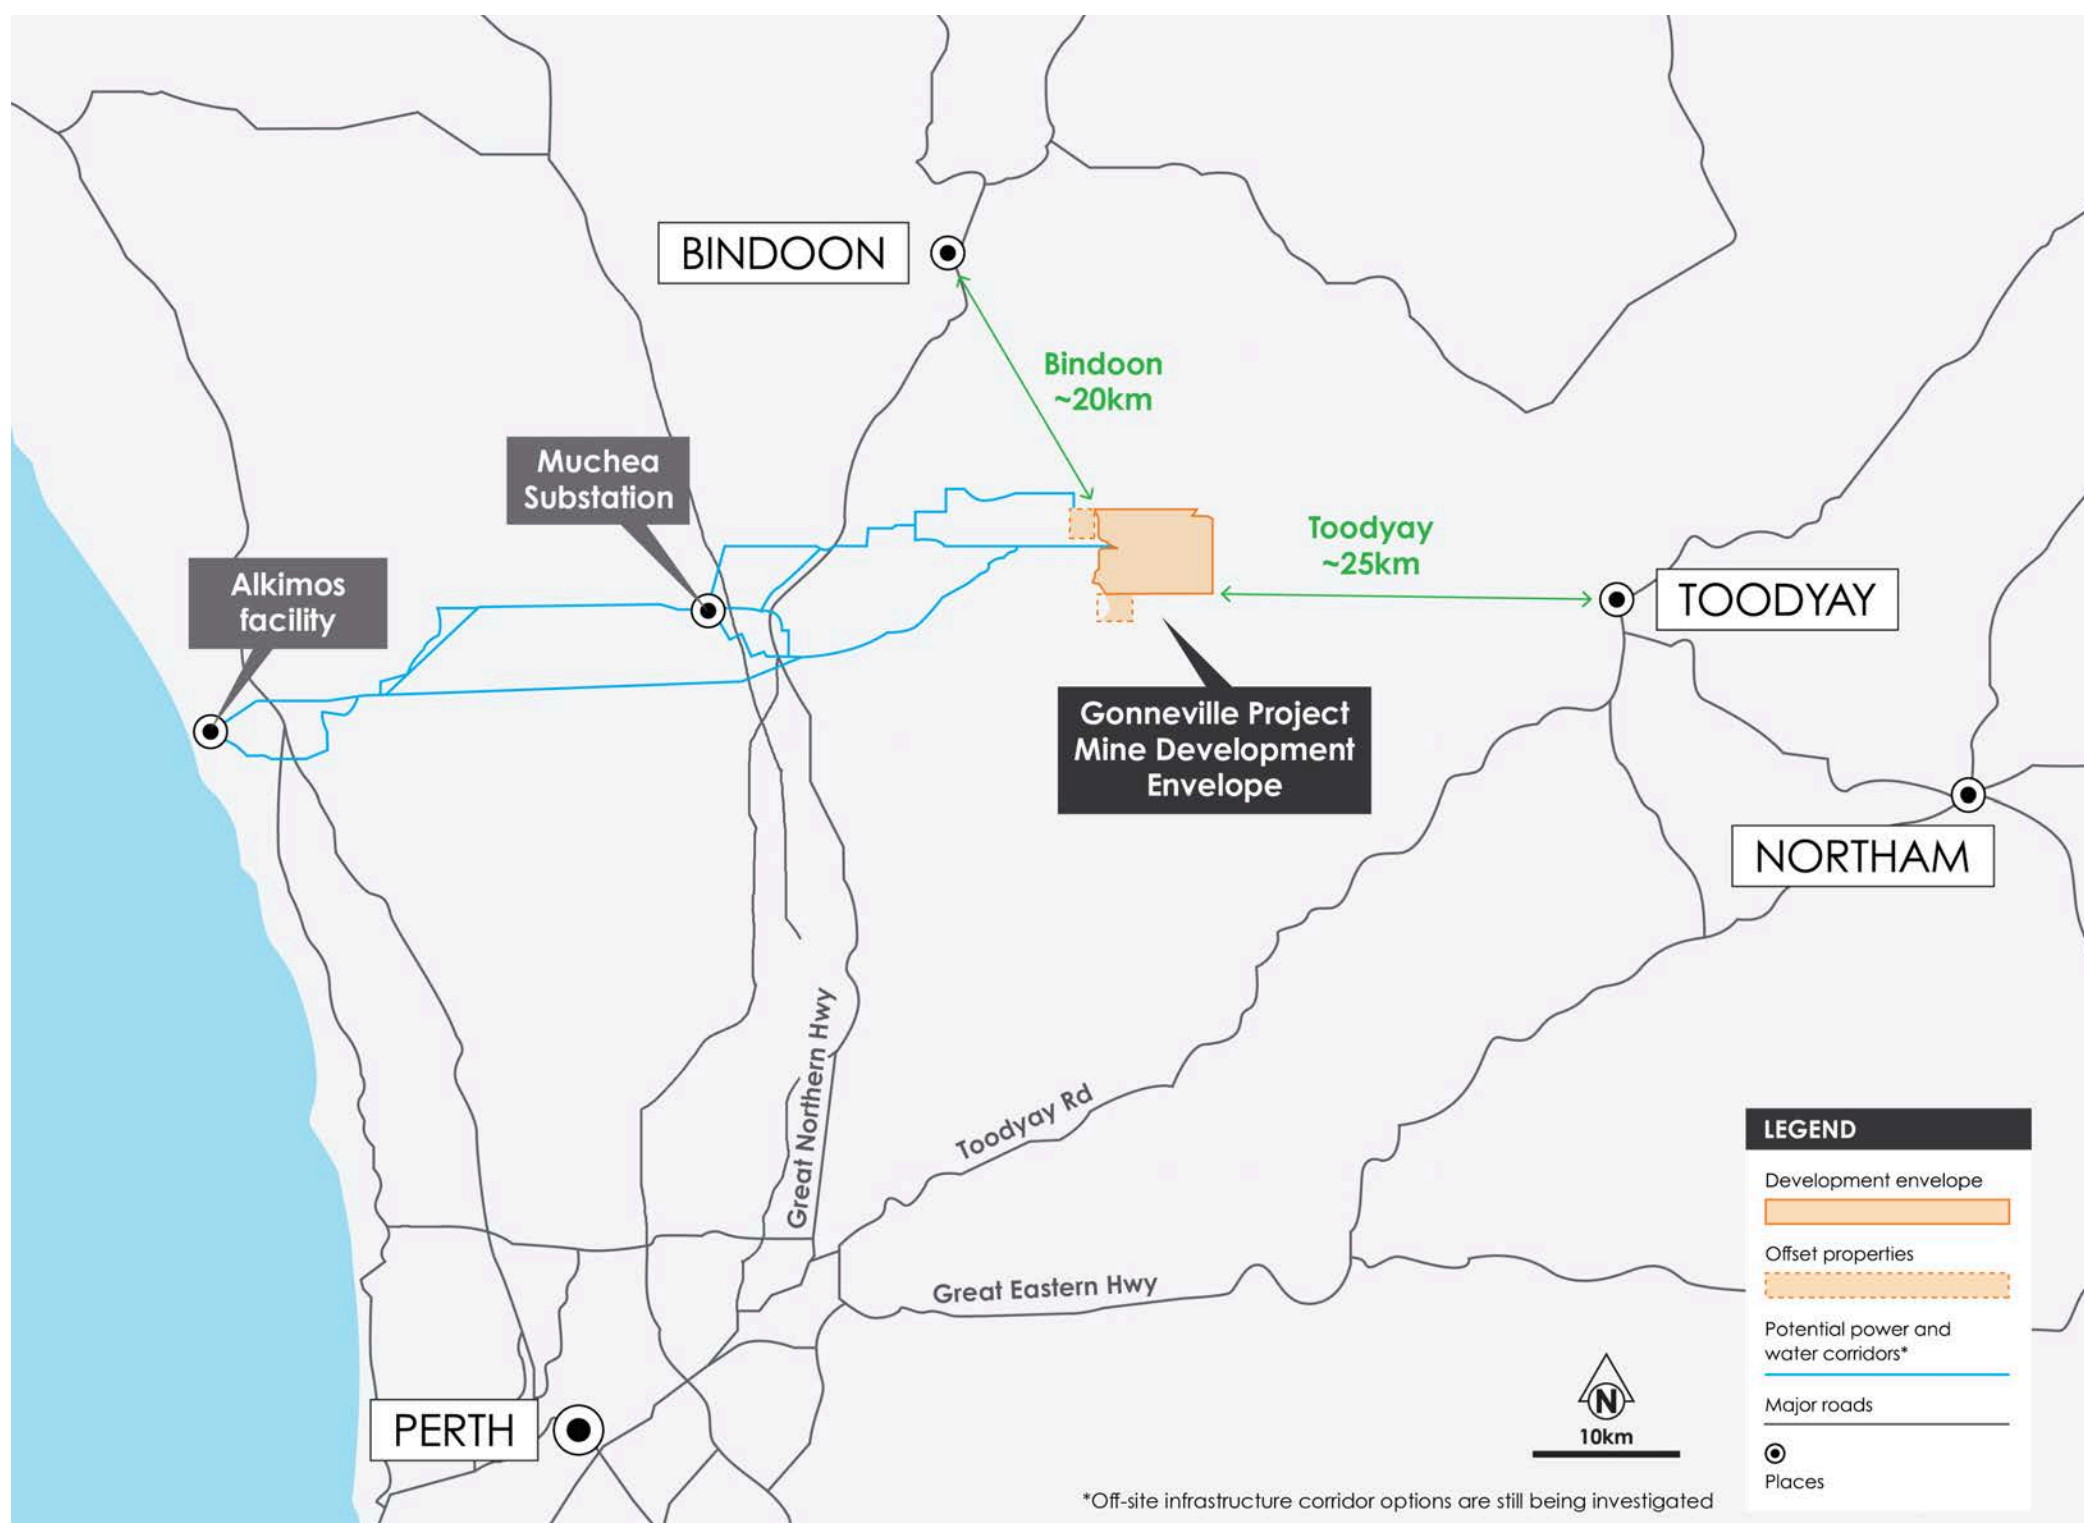 BINDOON
Bindoon
~20km
Muchea
Substation
Toodyay
~25km
Alkimos
facility
TOODYAY
Gonneville Project
Mine Development
Envelope
NORTHAM
Great Northern Hwy
Toodyay Rd
Great Eastern Hwy
PERTH
LEGEND
Development envelope
Offset properties
Potential power and
water corridors*
Major roads
Places
N
10km
*Off-site infrastructure corridor options are still being investigated